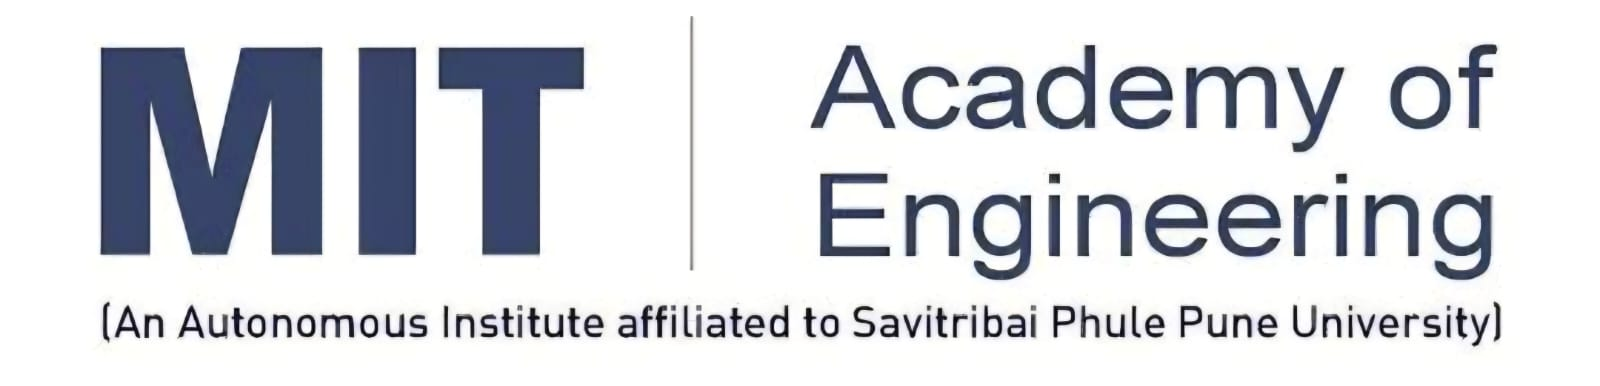 MIT
Academy of
Engineering
(An Autonomous Institute affiliated to Savitribai Phule Pune University)